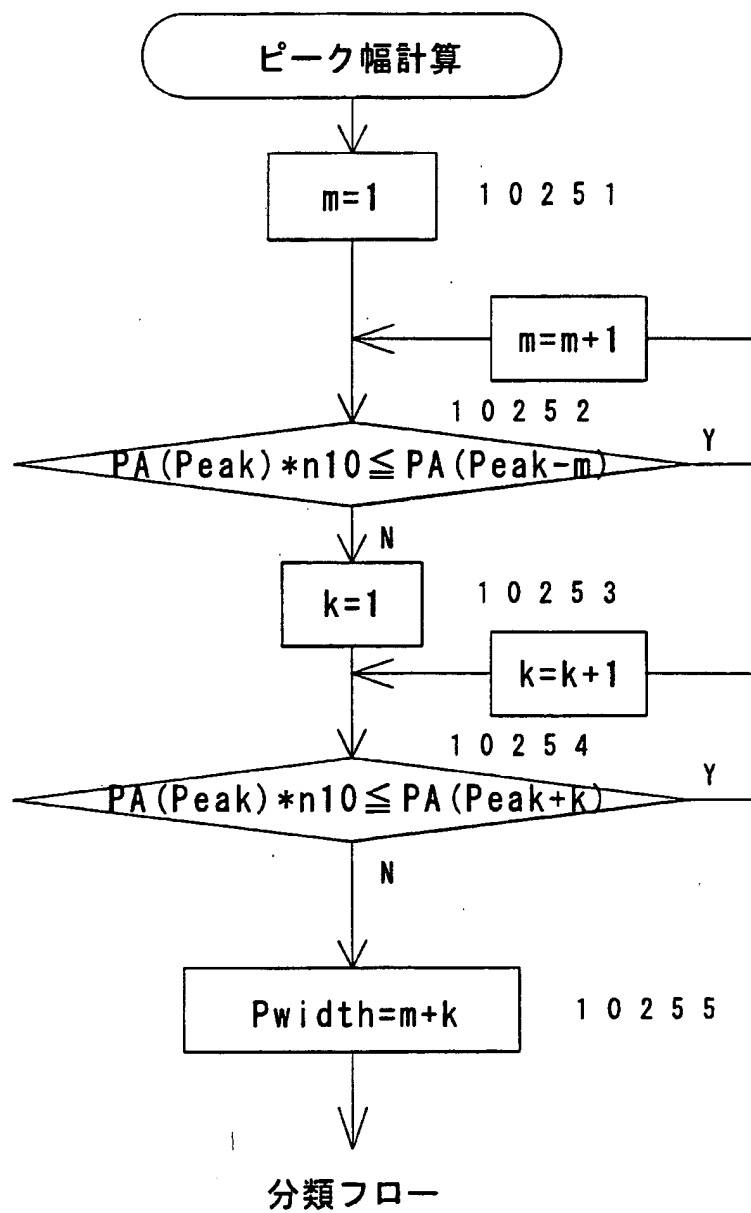 ピーク幅計算
m=1
10251
m=m+1
10252
PA(Peak)*n10≦PA(Peak-m)
Y
N
k=1
10253
k=k+1
10254
PA(Peak)*n10≦PA(Peak+k)
Y
N
Pwidth=m+k
10255
分類フロー